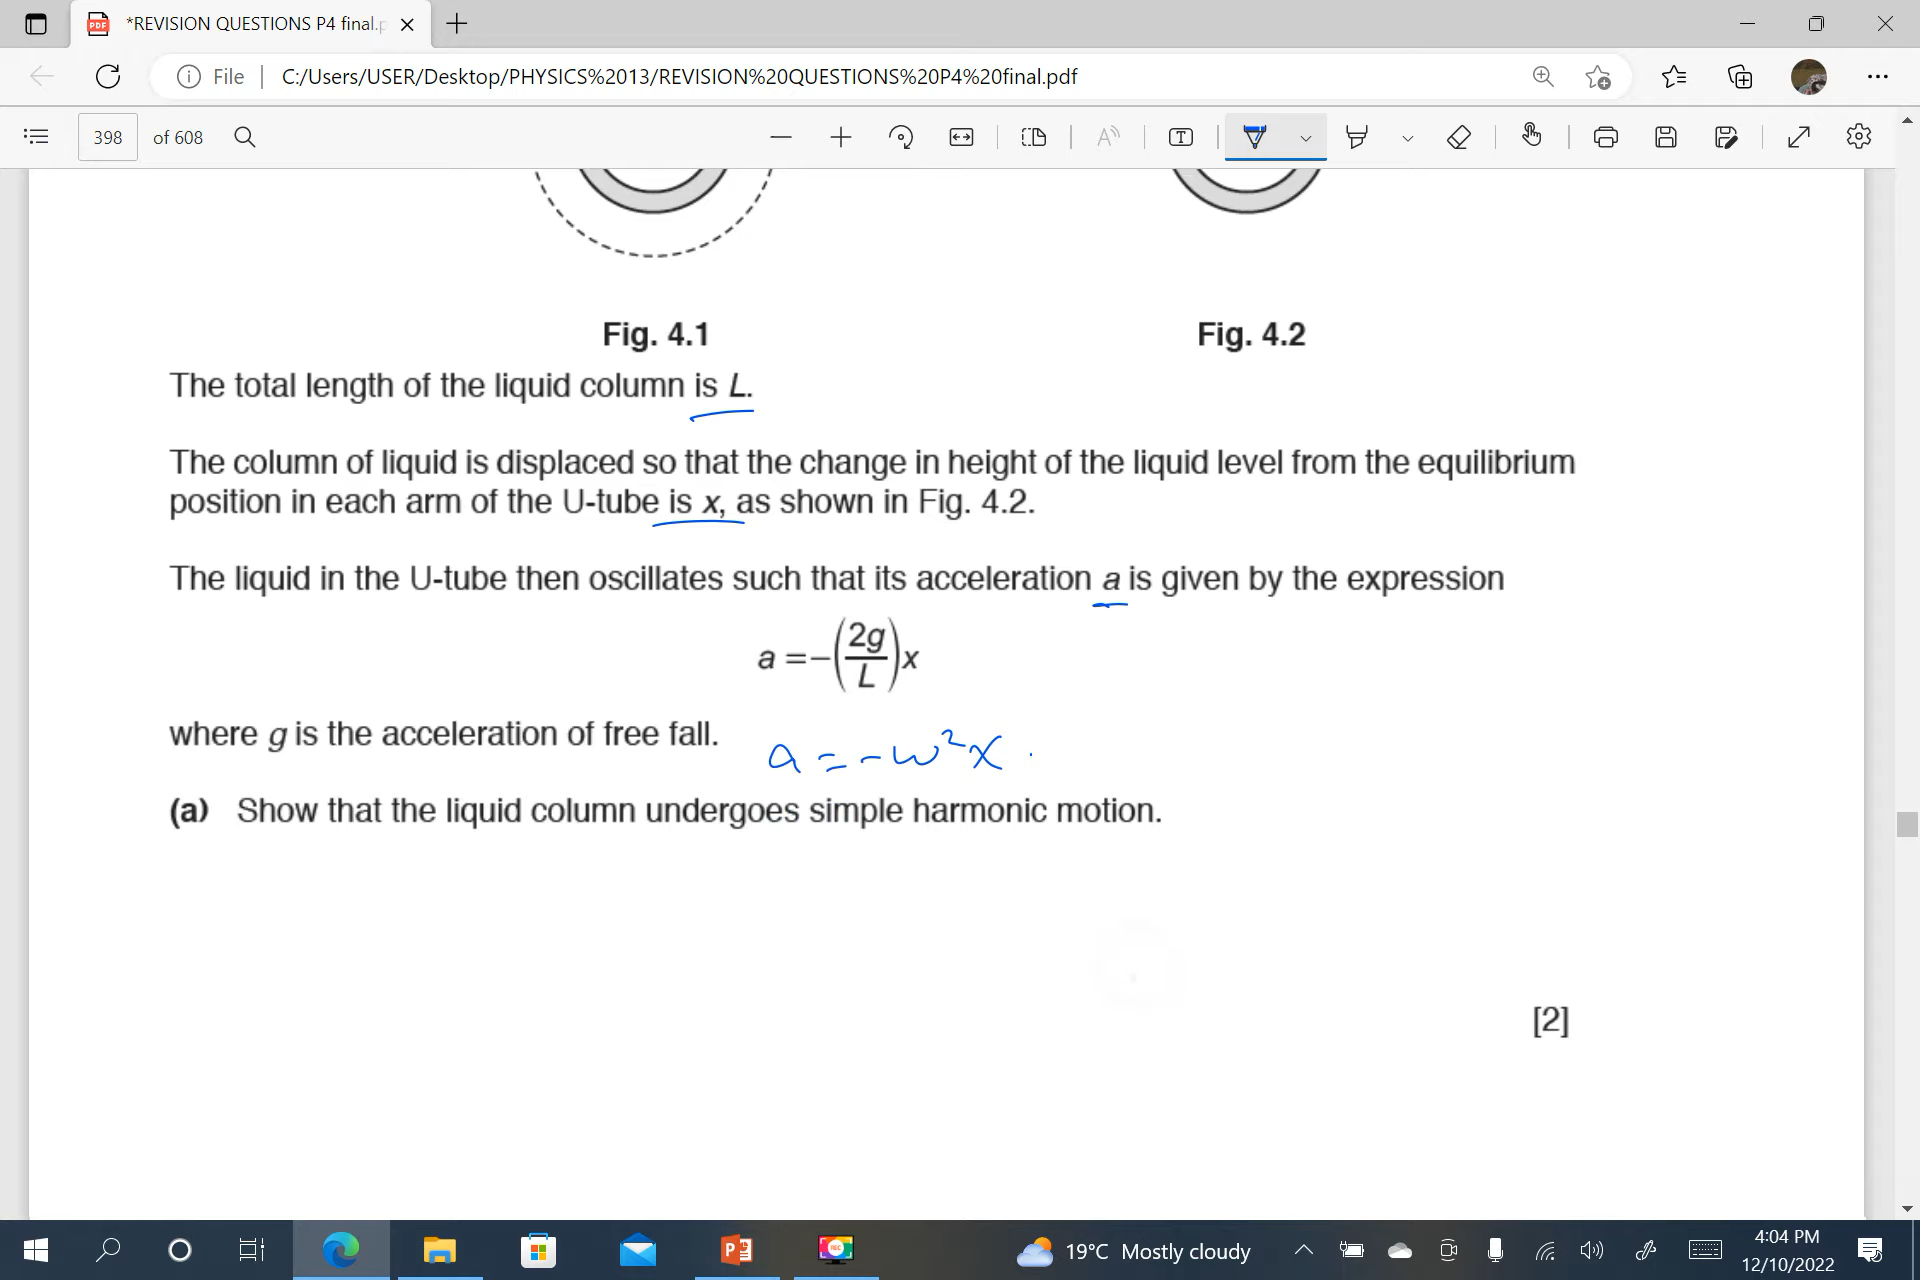 *REVISION QUESTIONS P4 final.p
File
C:/Users/USER/Desktop/PHYSICS%2013/REVISION%20QUESTIONS%20P4%20final.pdf
398 of 608
Fig. 4.1 Fig. 4.2
The total length of the liquid column is L.
The column of liquid is displaced so that the change in height of the liquid level from the equilibrium
position in each arm of the U-tube is x, as shown in Fig. 4.2.
The liquid in the U-tube then oscillates such that its acceleration a is given by the expression
a = −(2g/L)x
where g is the acceleration of free fall.
a = -w²x
(a) Show that the liquid column undergoes simple harmonic motion.
[2]
19°C Mostly cloudy
4:04 PM
12/10/2022